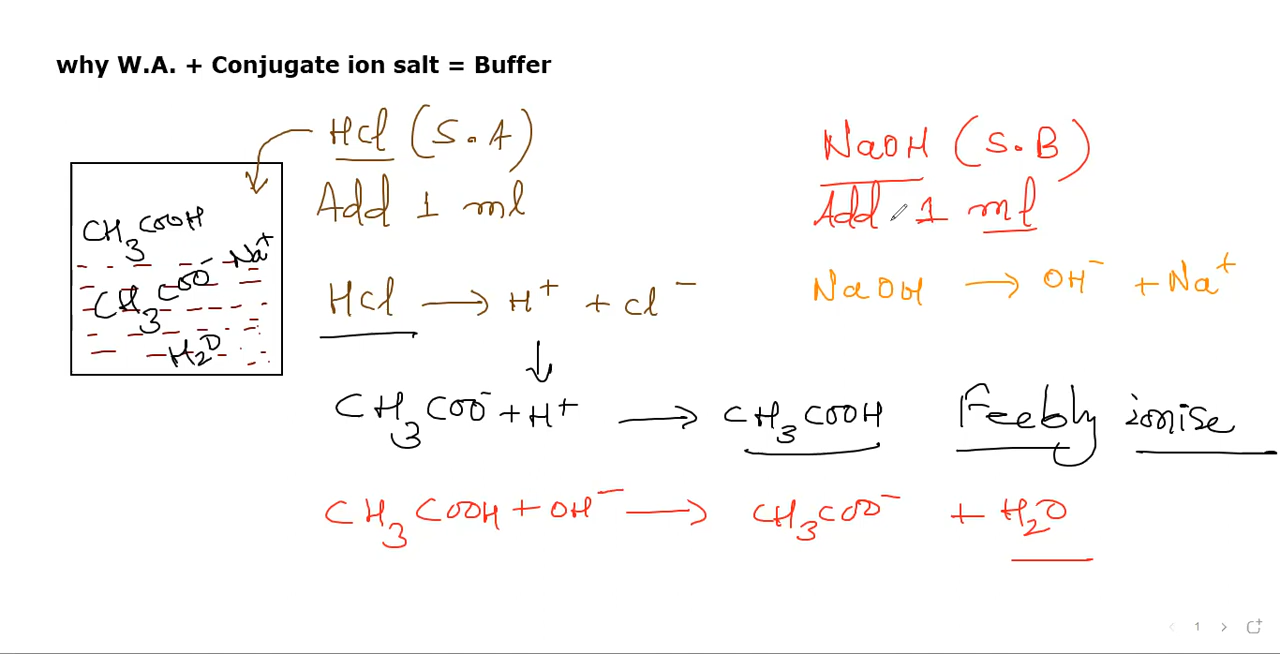 why W.A. + Conjugate ion salt = Buffer
HCl (S.A)
Add 1 ml
NaOH (S.B)
Add 1 ml
CH₃COOH
CH₃COO⁻ Na⁺
H₂O
HCl ⟶ H⁺ + Cl⁻
NaOH ⟶ OH⁻ + Na⁺
↓
CH₃COO⁻ + H⁺ ⟶ CH₃COOH Feebly ionise
CH₃COOH + OH⁻ ⟶ CH₃COO⁻ + H₂O
1